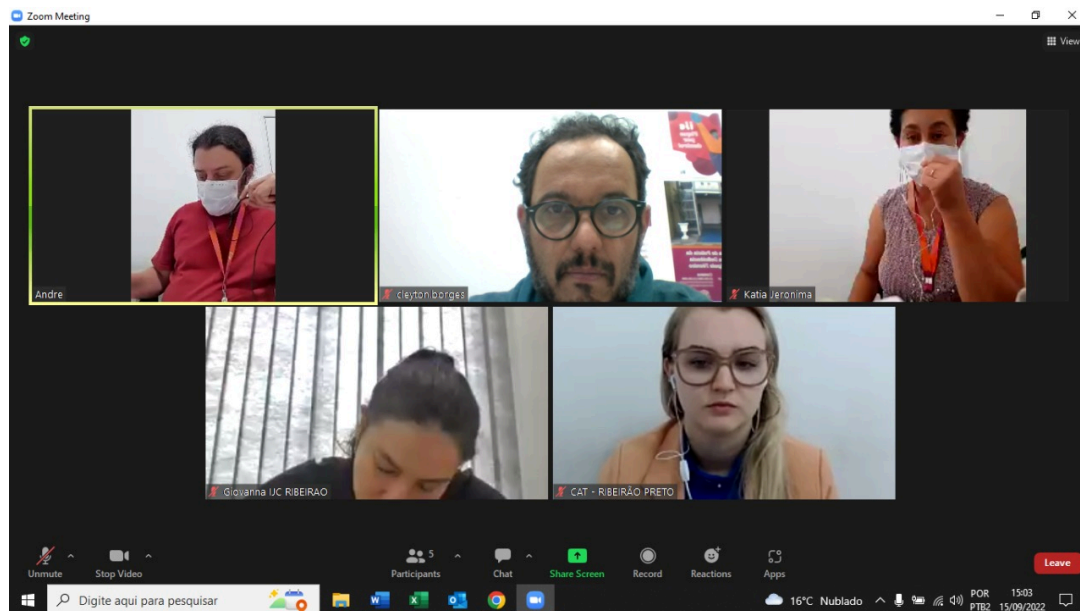 Zoom Meeting
View
Andre
cleyton.borges
Katia Jeronima
Giovanna IJC RIBEIRAO
CAT - RIBEIRÃO PRETO
Unmute
Stop Video
5
Participants
Chat
Share Screen
Record
Reactions
Apps
Leave
Digite aqui para pesquisar
16°C Nublado
POR
PTB2
15:03
15/09/2022